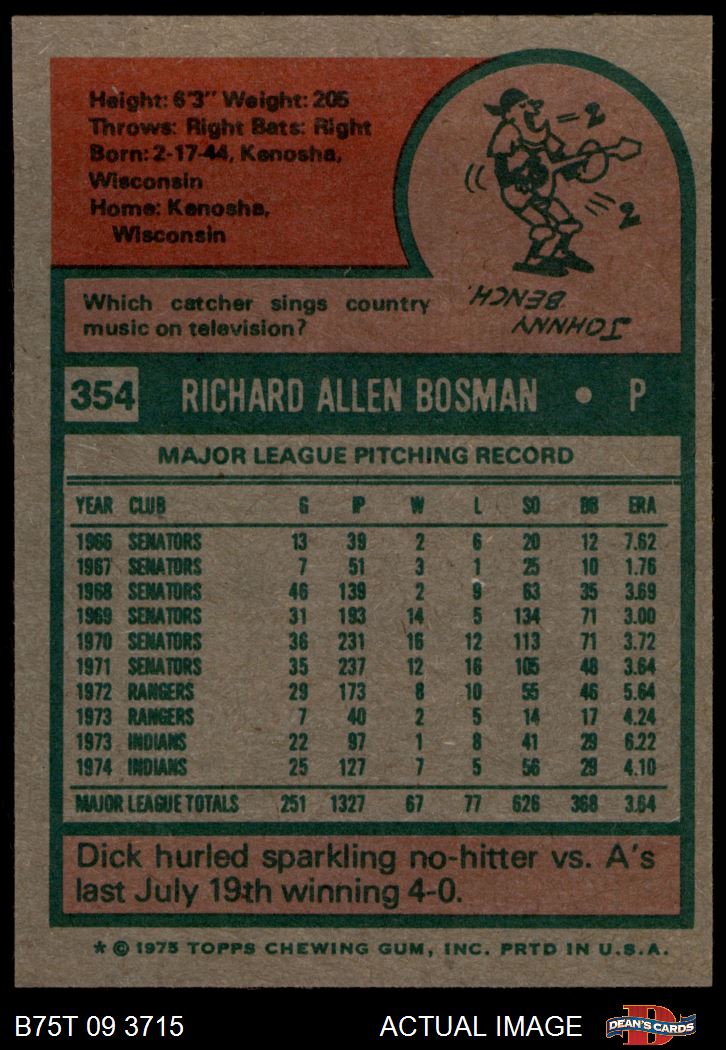 Height: 6'3" Weight: 205
Throws: Right Bats: Right
Born: 2-17-44, Kenosha,
Wisconsin
Home: Kenosha,
Wisconsin
2
2
JOHNNY
BENCH
Which catcher sings country
music on television?
354 RICHARD ALLEN BOSMAN • P
MAJOR LEAGUE PITCHING RECORD
YEAR CLUB G IP W L SO BB ERA
1966 SENATORS 13 39 2 6 20 12 7.62
1967 SENATORS 7 51 3 1 25 10 1.76
1968 SENATORS 46 139 2 9 63 35 3.69
1969 SENATORS 31 193 14 5 134 71 3.00
1970 SENATORS 36 231 16 12 113 71 3.72
1971 SENATORS 35 237 12 16 105 48 3.64
1972 RANGERS 29 173 8 10 55 46 5.64
1973 RANGERS 7 40 2 5 14 17 4.24
1973 INDIANS 22 97 1 8 41 29 6.22
1974 INDIANS 25 127 7 5 56 29 4.10
MAJOR LEAGUE TOTALS 251 1327 67 77 626 368 3.64
Dick hurled sparkling no-hitter vs. A's
last July 19th winning 4-0.
* © 1975 TOPPS CHEWING GUM, INC. PRTD IN U.S.A.
B75T 09 3715 ACTUAL IMAGE
D
DEAN'S CARDS